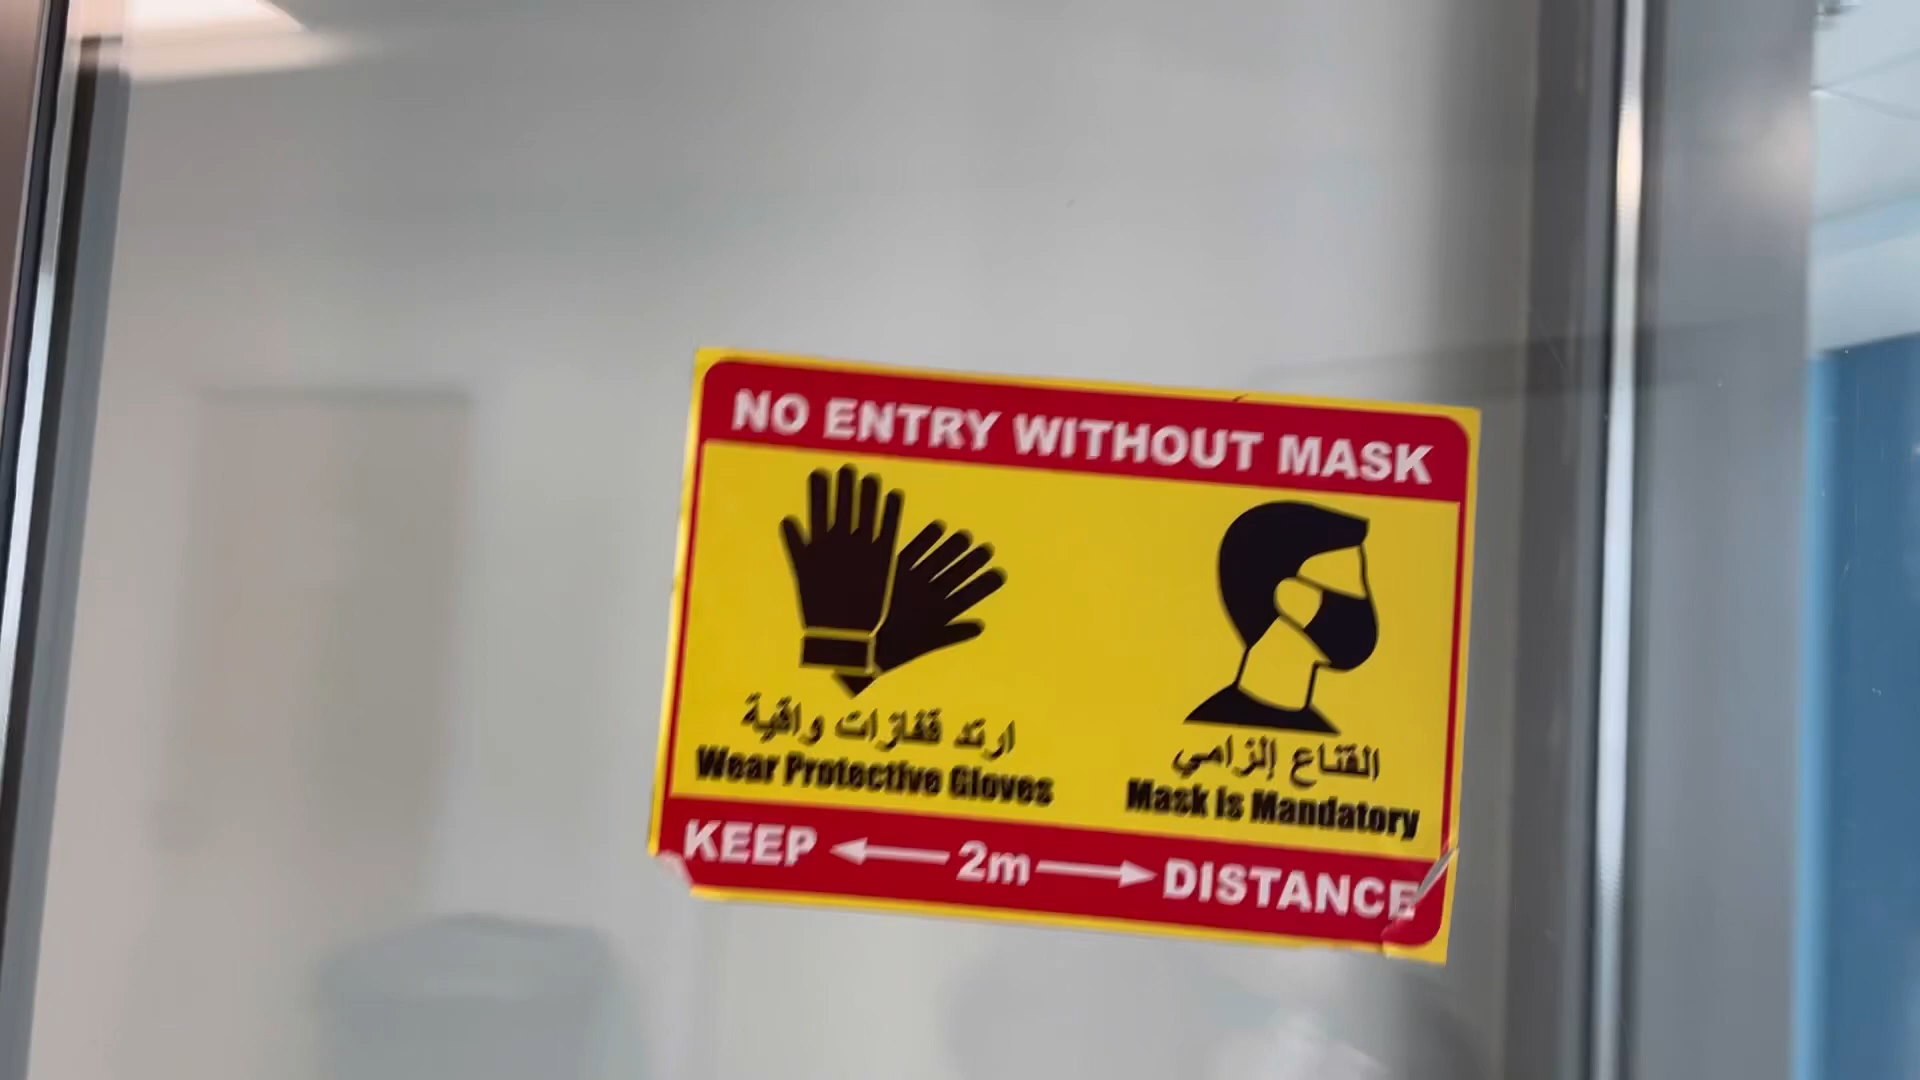 NO ENTRY WITHOUT MASK
ارتد قفازات واقية
Wear Protective Gloves
القناع إلزامي
Mask Is Mandatory
KEEP 2m DISTANCE